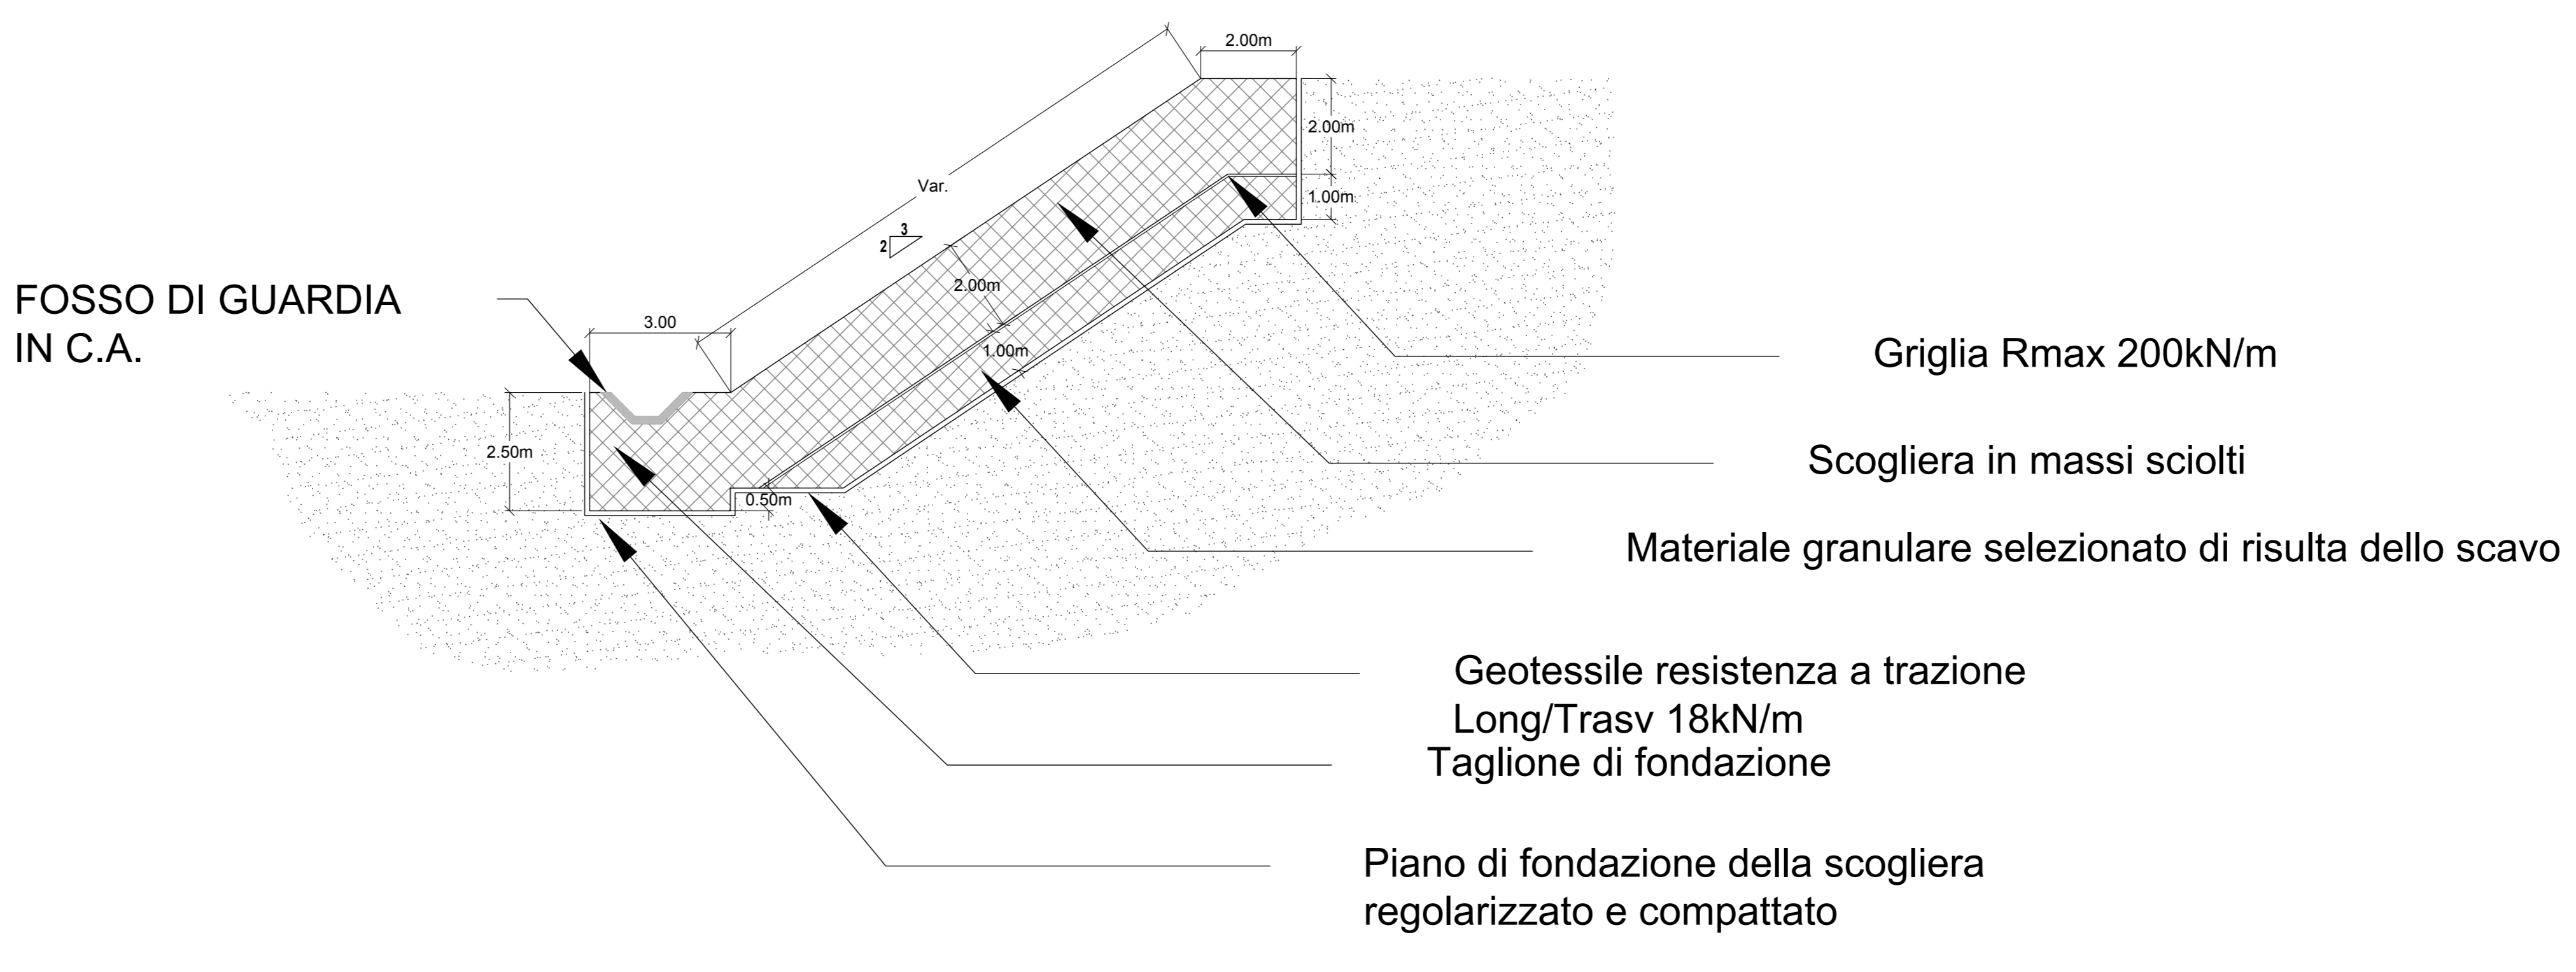 2.00m
2.00m
Var.
1.00m
3
2
2.00m
FOSSO DI GUARDIA
IN C.A.
3.00
1.00m
Griglia Rmax 200kN/m
2.50m
Scogliera in massi sciolti
0.50m
Materiale granulare selezionato di risulta dello scavo
Geotessile resistenza a trazione
Long/Trasv 18kN/m
Taglione di fondazione
Piano di fondazione della scogliera
regolarizzato e compattato